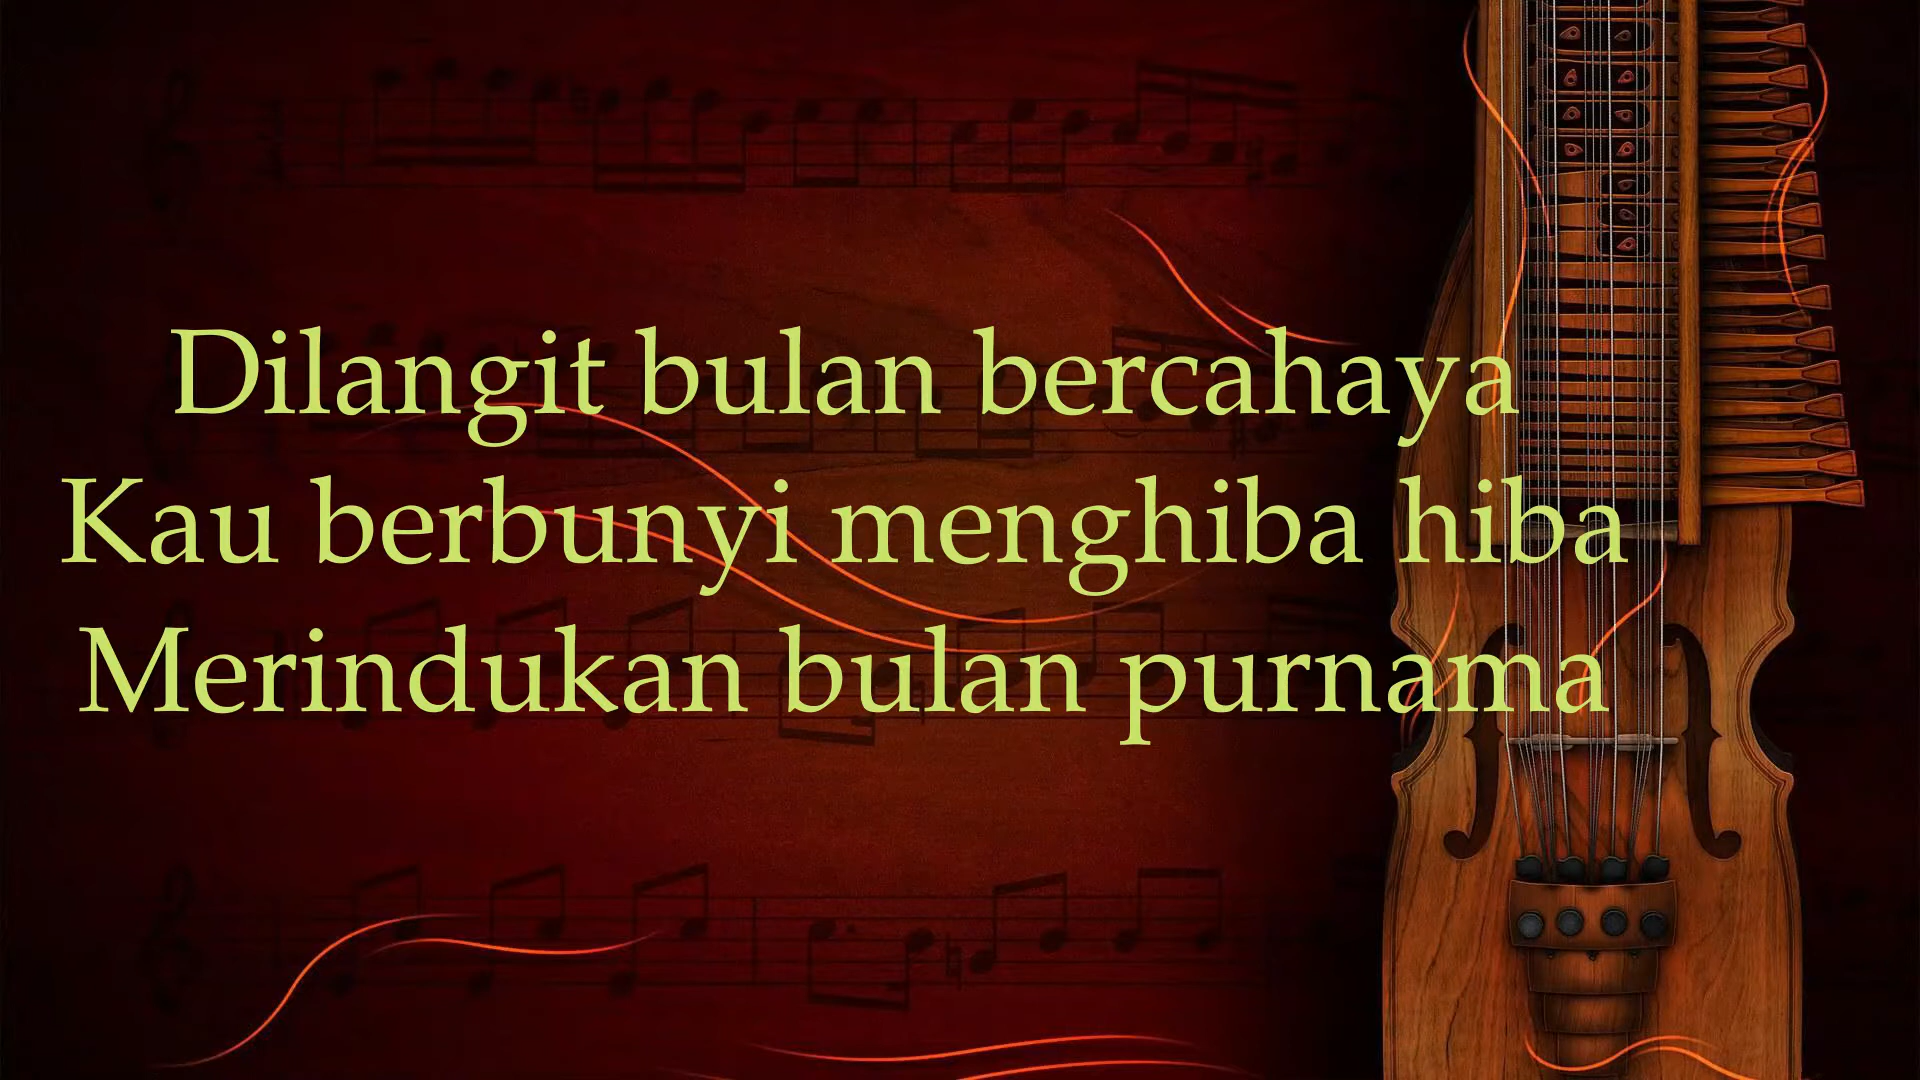 Dilangit bulan bercahaya
Kau berbunyi menghiba hiba
Merindukan bulan purnama